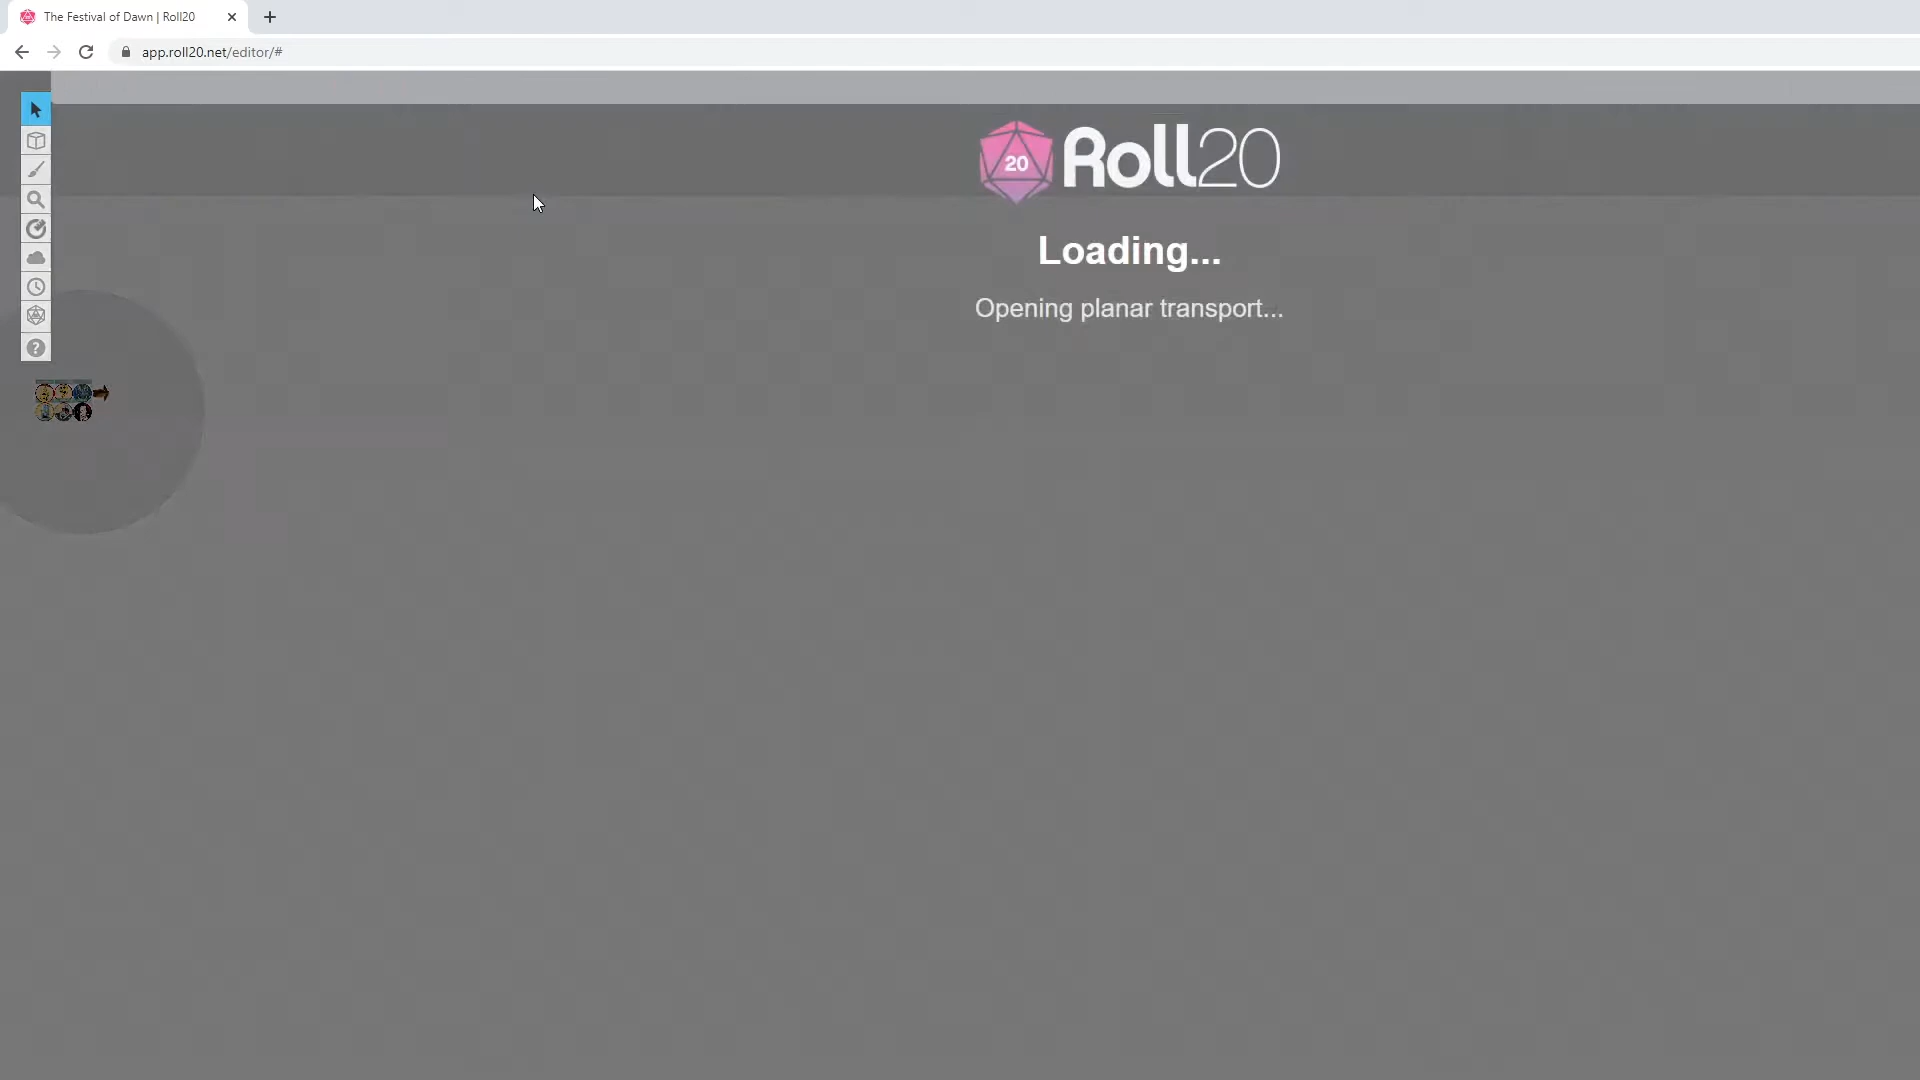 The Festival of Dawn | Roll20
app.roll20.net/editor/#
20
Roll20
Loading...
Opening planar transport...
?